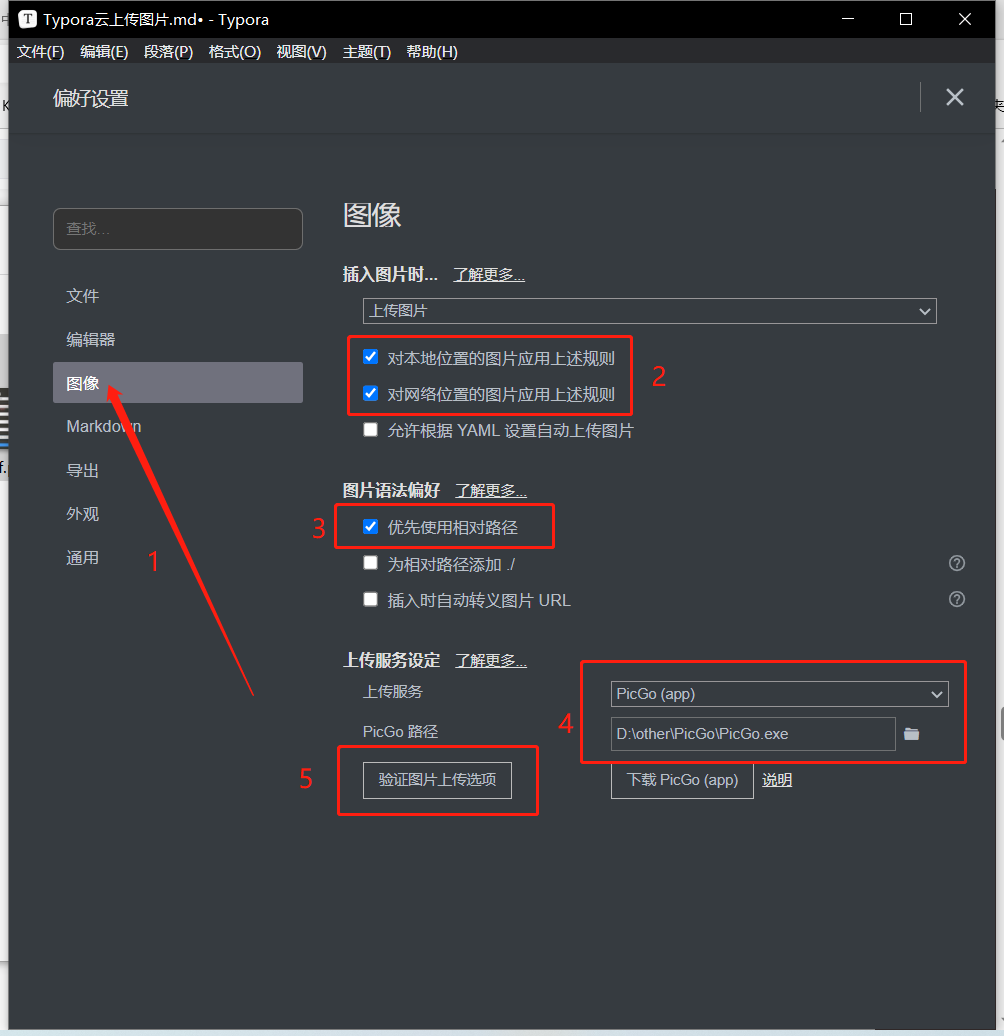 Typora云上传图片.md• - Typora
文件(F) 编辑(E) 段落(P) 格式(O) 视图(V) 主题(T) 帮助(H)
偏好设置
查找...
文件
编辑器
图像
Markdown
导出
外观
通用
1
图像
插入图片时... 了解更多...
上传图片
对本地位置的图片应用上述规则
对网络位置的图片应用上述规则
2
允许根据 YAML 设置自动上传图片
图片语法偏好 了解更多...
3
优先使用相对路径
为相对路径添加 ./
插入时自动转义图片 URL
上传服务设定 了解更多...
上传服务
PicGo (app)
4
PicGo 路径
D:\other\PicGo\PicGo.exe
5
验证图片上传选项
下载 PicGo (app) 说明